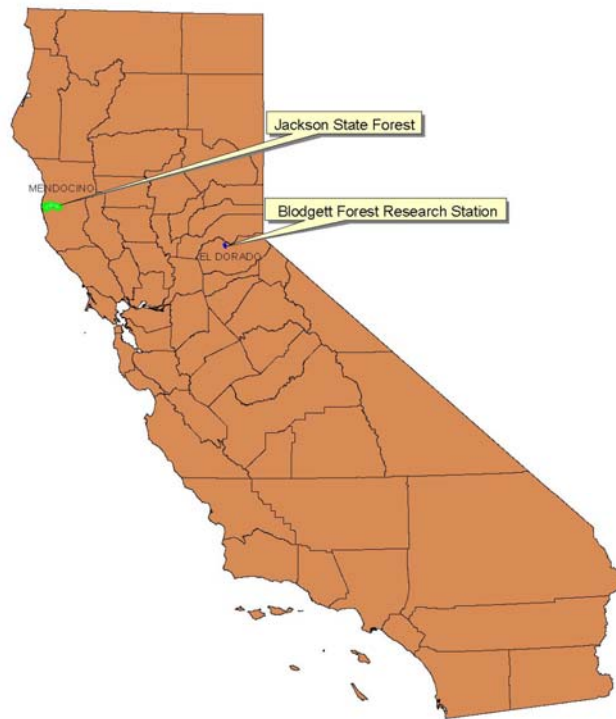 Jackson State Forest
MENDOCINO
Blodgett Forest Research Station
EL DORADO